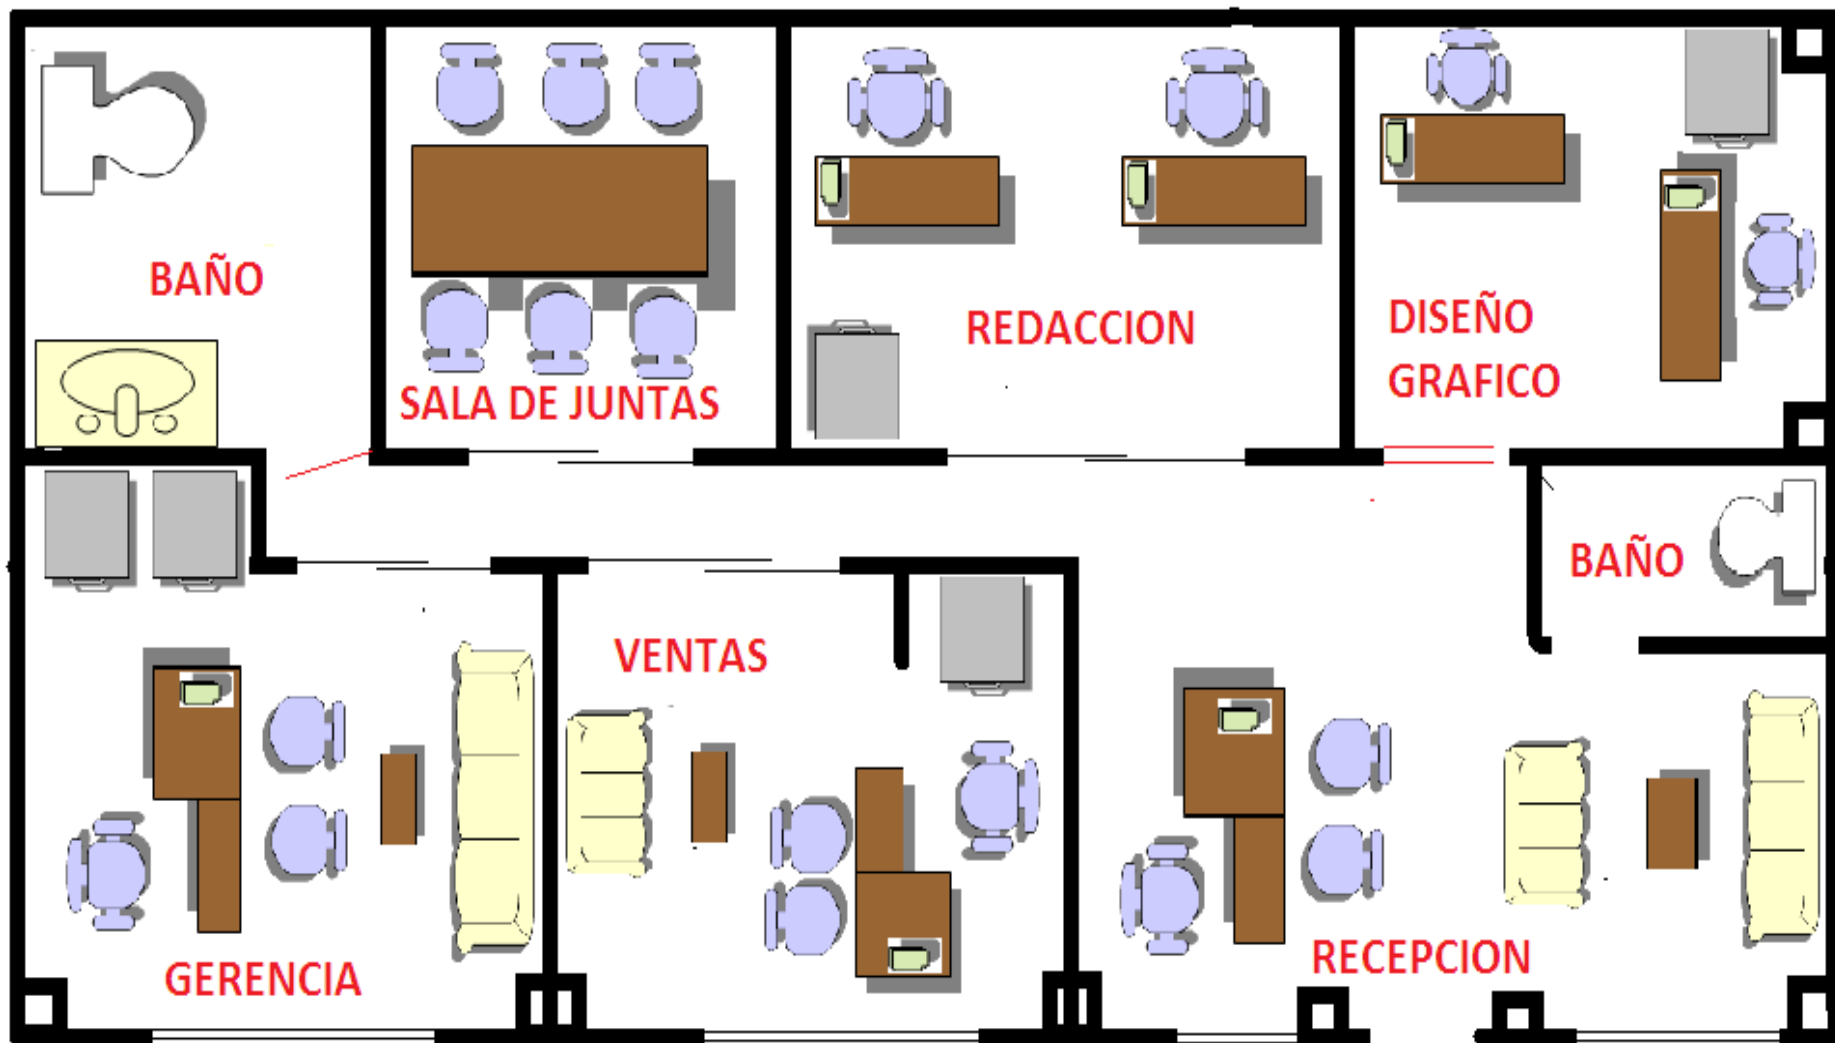 BAÑO
SALA DE JUNTAS
REDACCION
DISEÑO
GRAFICO
BAÑO
VENTAS
GERENCIA
RECEPCION